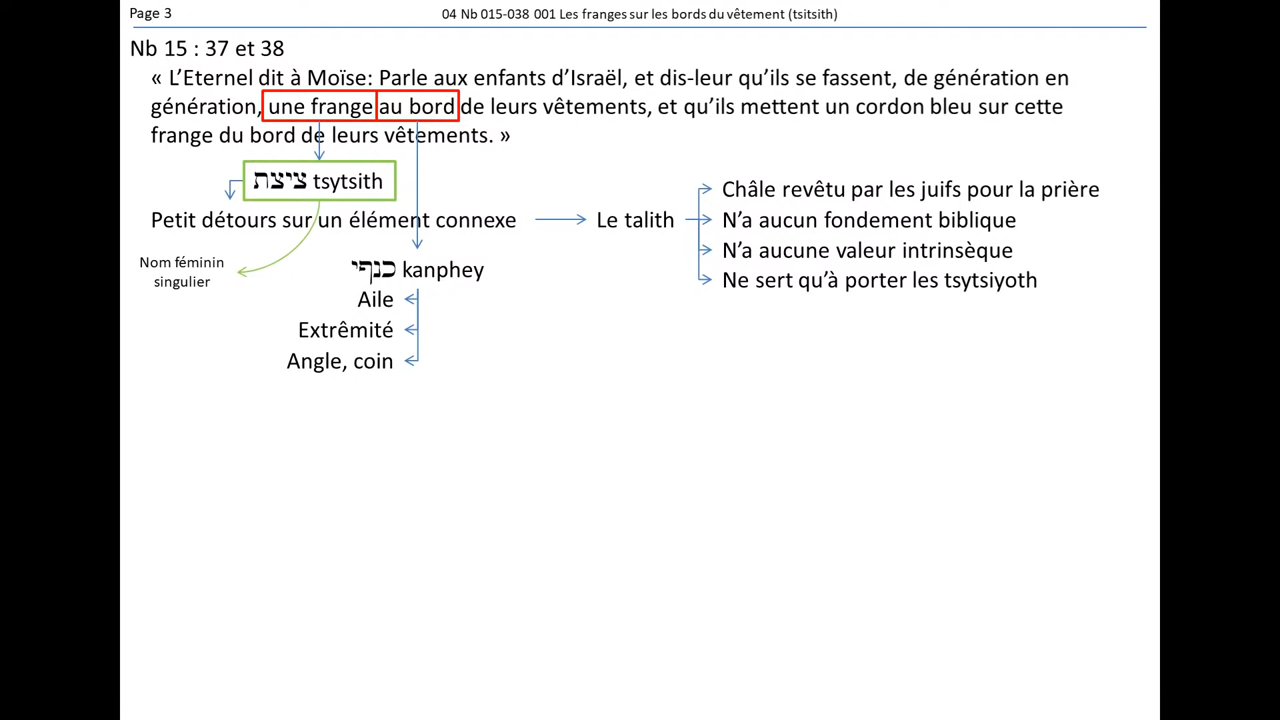 Page 3
04 Nb 015-038 001 Les franges sur les bords du vêtement (tsitsith)
Nb 15 : 37 et 38
« L’Eternel dit à Moïse: Parle aux enfants d’Israël, et dis-leur qu’ils se fassent, de génération en
génération, une frange au bord de leurs vêtements, et qu’ils mettent un cordon bleu sur cette
frange du bord de leurs vêtements. »
ציצת tsytsith
Petit détours sur un élément connexe
Le talith
Châle revêtu par les juifs pour la prière
N’a aucun fondement biblique
N’a aucune valeur intrinsèque
Ne sert qu’à porter les tsytsiyoth
Nom féminin
singulier
כנפי kanphey
Aile
Extrêmité
Angle, coin